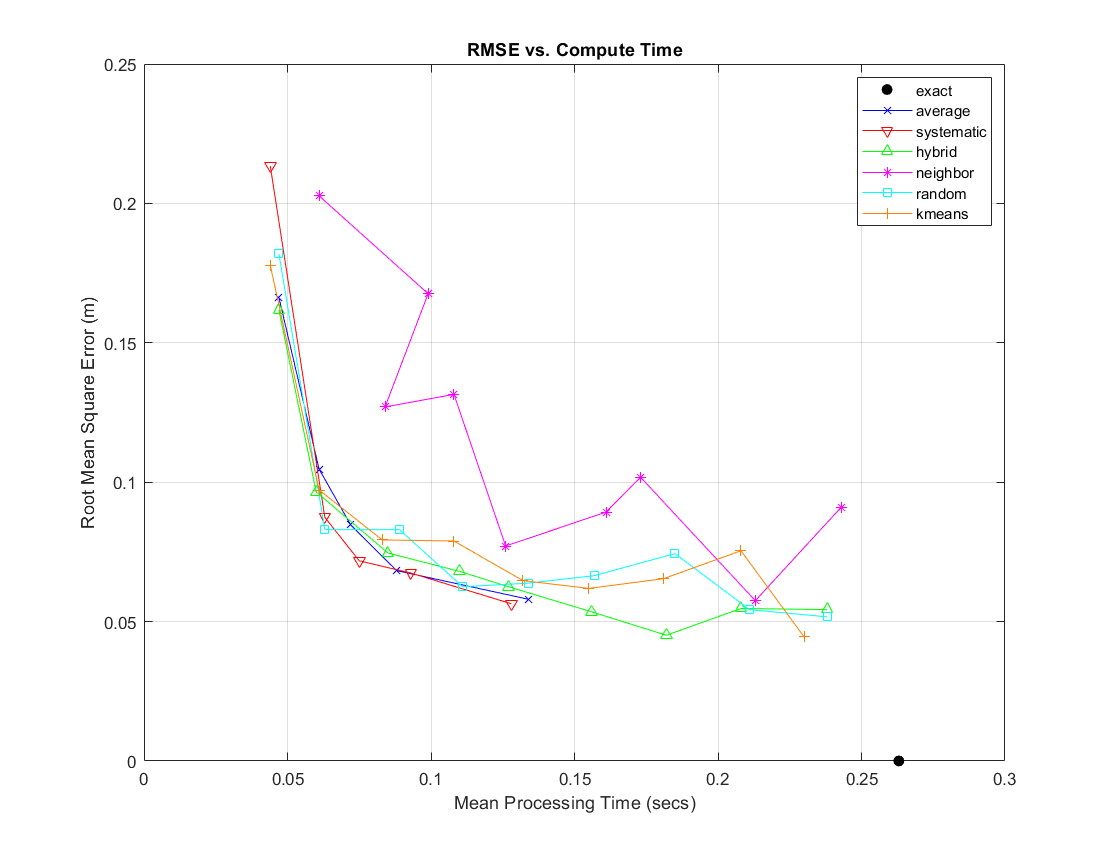 RMSE vs. Compute Time
0.25
0.2
0.15
0.1
0.05
0
Root Mean Square Error (m)
exact
average
systematic
hybrid
neighbor
random
kmeans
0 0.05 0.1 0.15 0.2 0.25 0.3
Mean Processing Time (secs)